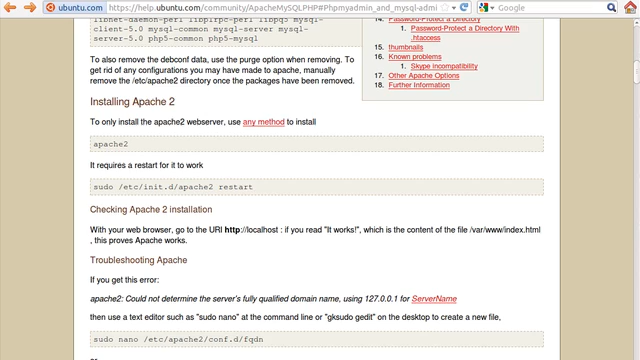 ubuntu.com https://help.ubuntu.com/community/ApacheMySQLPHP#Phpmyadmin_and_mysql-admi
Google
libnet-daemon-perl libplrpc-perl libpq5 mysql-
client-5.0 mysql-common mysql-server mysql-
server-5.0 php5-common php5-mysql
To also remove the debconf data, use the purge option when removing. To
get rid of any configurations you may have made to apache, manually
remove the /etc/apache2 directory once the packages have been removed.
14. Password-Protect a Directory
1. Password-Protect a Directory With
.htaccess
15. thumbnails
16. Known problems
1. Skype incompatibility
17. Other Apache Options
18. Further Information
Installing Apache 2
To only install the apache2 webserver, use any method to install
apache2
It requires a restart for it to work
sudo /etc/init.d/apache2 restart
Checking Apache 2 installation
With your web browser, go to the URI http://localhost : if you read "It works!", which is the content of the file /var/www/index.html
, this proves Apache works.
Troubleshooting Apache
If you get this error:
apache2: Could not determine the server's fully qualified domain name, using 127.0.0.1 for ServerName
then use a text editor such as "sudo nano" at the command line or "gksudo gedit" on the desktop to create a new file,
sudo nano /etc/apache2/conf.d/fqdn
or